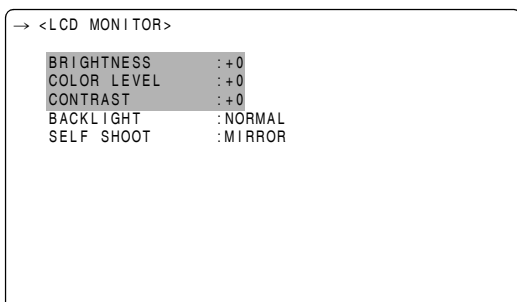 → <LCD MONITOR>
BRIGHTNESS :+0
COLOR LEVEL :+0
CONTRAST :+0
BACKLIGHT :NORMAL
SELF SHOOT :MIRROR